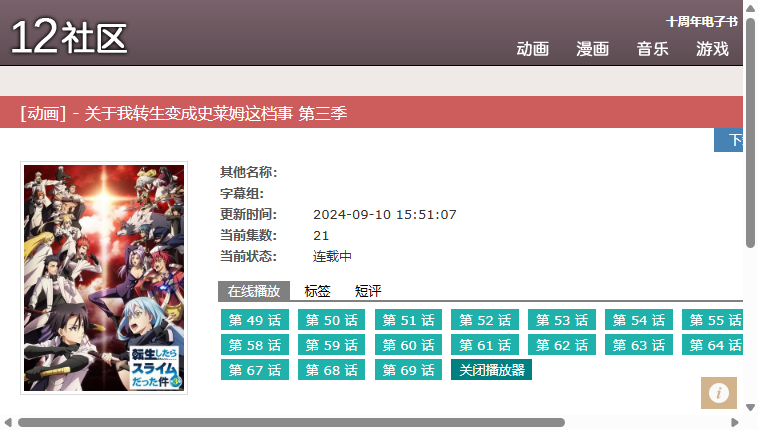 十周年电子书
12社区
动画 漫画 音乐 游戏
[动画] - 关于我转生变成史莱姆这档事 第三季
下
其他名称:
字幕组:
更新时间: 2024-09-10 15:51:07
当前集数: 21
当前状态: 连载中
在线播放 标签 短评
第 49 话 第 50 话 第 51 话 第 52 话 第 53 话 第 54 话 第 55 话
第 58 话 第 59 话 第 60 话 第 61 话 第 62 话 第 63 话 第 64 话
第 67 话 第 68 话 第 69 话 关闭播放器
転生したら
スライム
だった件